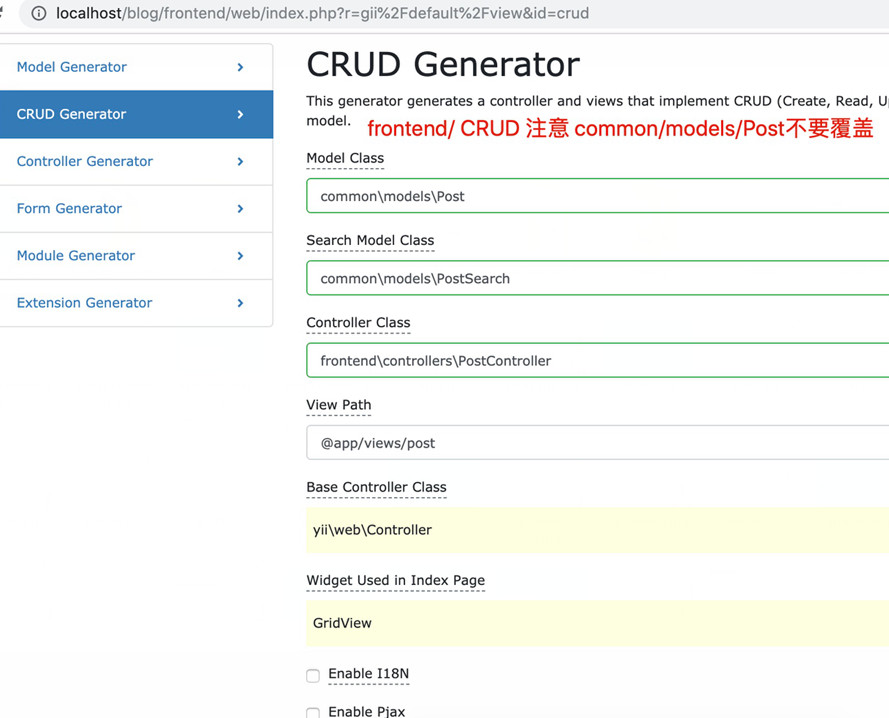 localhost/blog/frontend/web/index.php?r=gii%2Fdefault%2Fview&id=crud
Model Generator
CRUD Generator
Controller Generator
Form Generator
Module Generator
Extension Generator
CRUD Generator
This generator generates a controller and views that implement CRUD (Create, Read, U
model.
frontend/ CRUD 注意 common/models/Post不要覆盖
Model Class
common\models\Post
Search Model Class
common\models\PostSearch
Controller Class
frontend\controllers\PostController
View Path
@app/views/post
Base Controller Class
yii\web\Controller
Widget Used in Index Page
GridView
Enable I18N
Enable Pjax